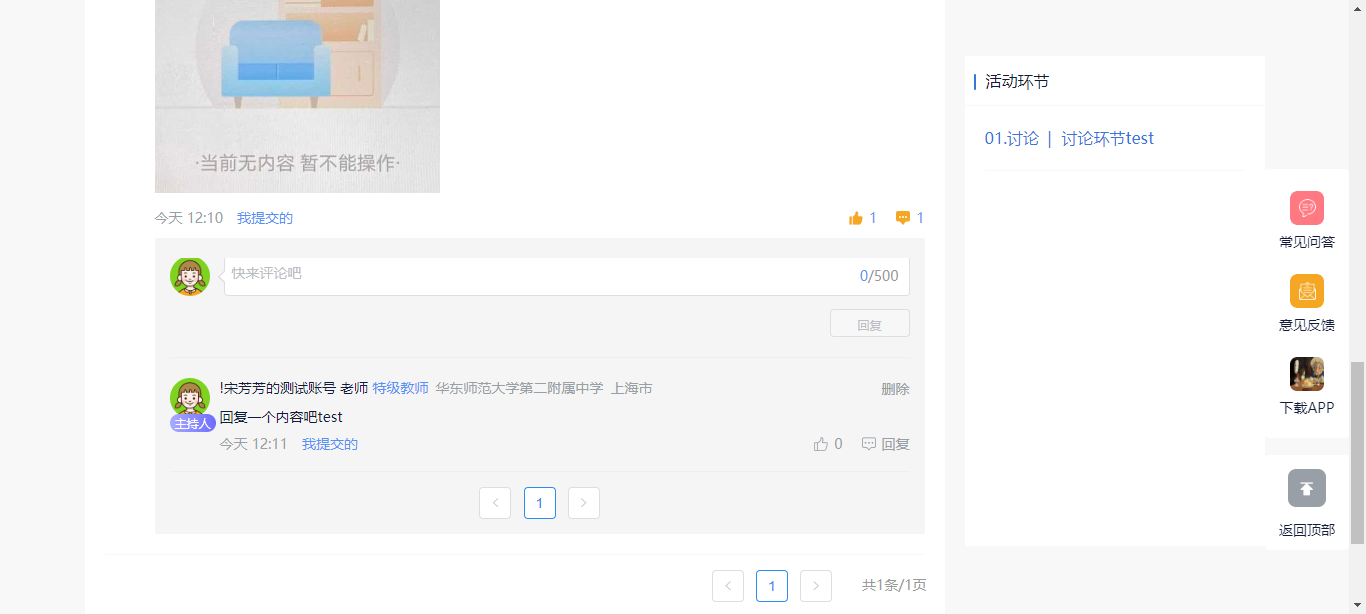 ·当前无内容 暂不能操作·
今天 12:10 我提交的 1 1
快来评论吧 0/500
回复
!宋芳芳的测试账号 老师 特级教师 华东师范大学第二附属中学 上海市 删除
主持人 回复一个内容吧test
今天 12:11 我提交的 0 回复
< 1 >
< 1 > 共1条/1页
活动环节
01.讨论 | 讨论环节test
常见问答
意见反馈
下载APP
返回顶部